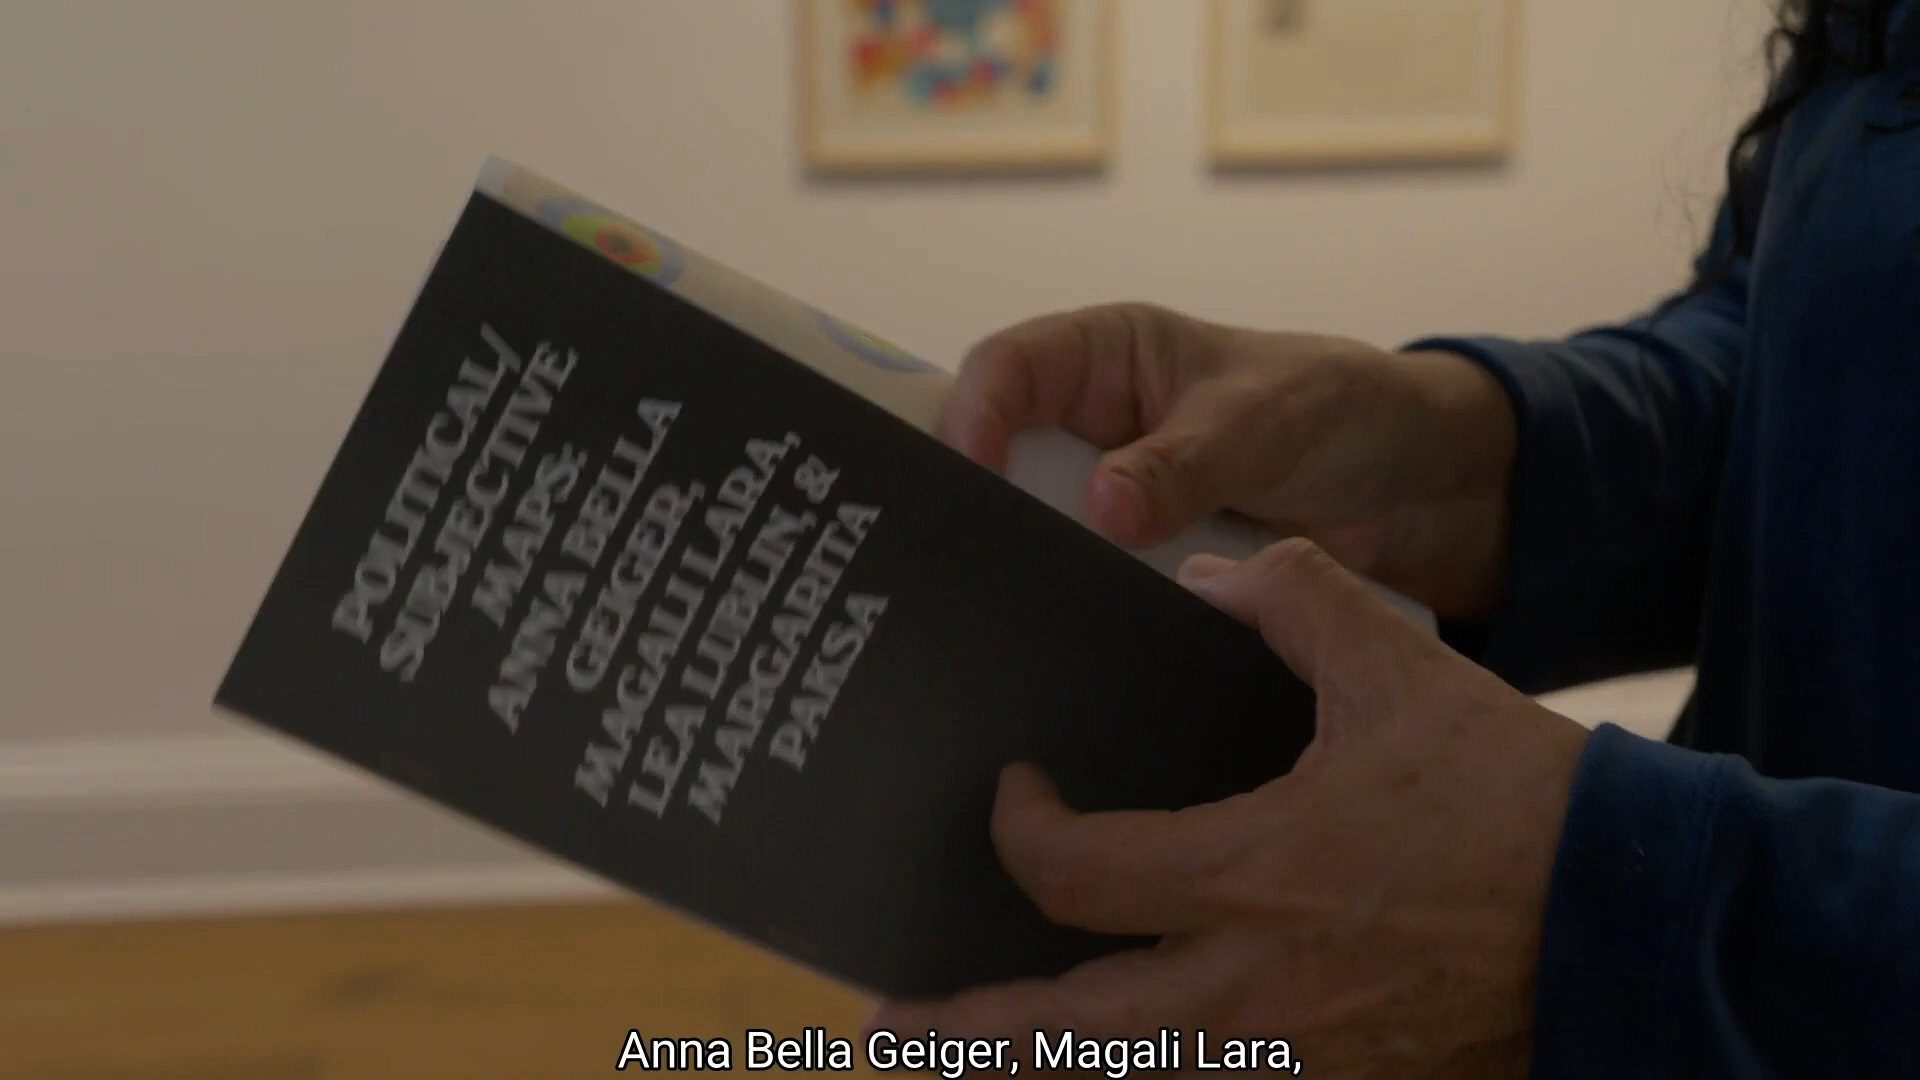 POLITICAL/
SUBJECTIVE
MAPS:
ANNA BELLA
GEIGER,
MAGALI LARA,
LEA LUBLIN, &
MARGARITA
PAKSA
Anna Bella Geiger, Magali Lara,